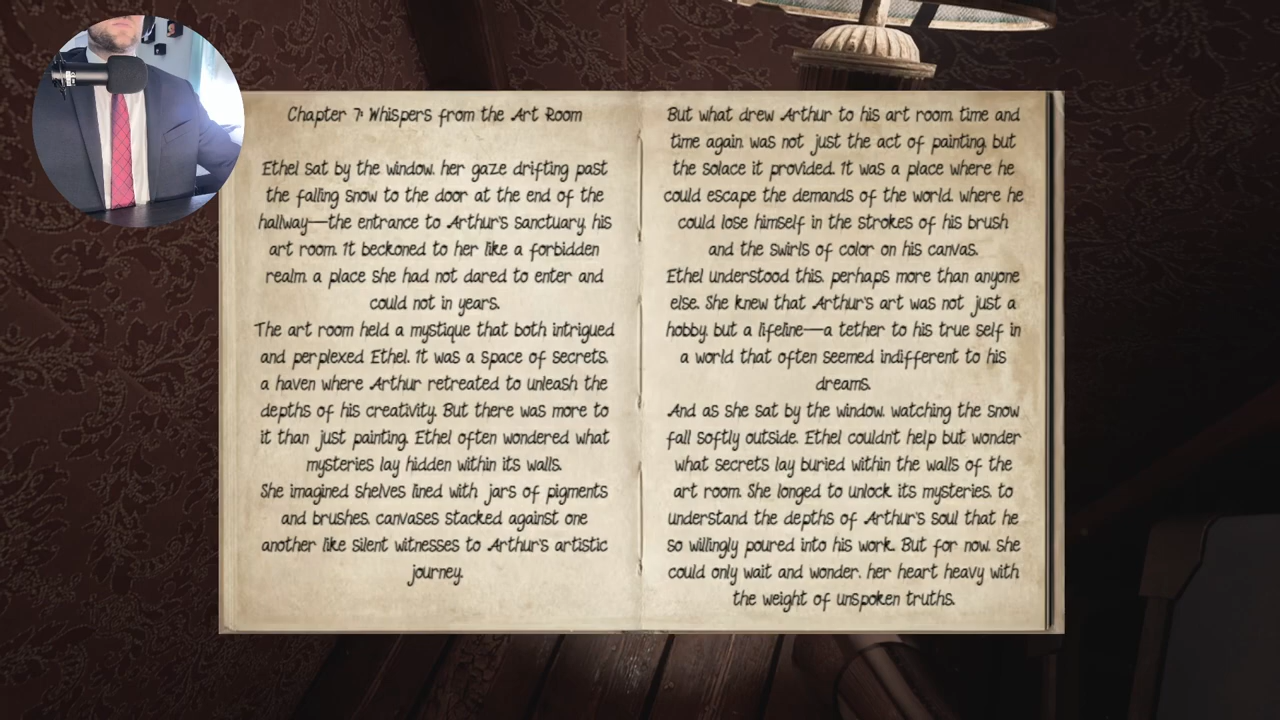 Chapter 7: Whispers from the Art Room
Ethel sat by the window, her gaze drifting past
the falling snow to the door at the end of the
hallway—the entrance to Arthur's sanctuary, his
art room. It beckoned to her like a forbidden
realm, a place she had not dared to enter and
could not in years.
The art room held a mystique that both intrigued
and perplexed Ethel. It was a space of secrets,
a haven where Arthur retreated to unleash the
depths of his creativity. But there was more to
it than just painting. Ethel often wondered what
mysteries lay hidden within its walls.
She imagined shelves lined with jars of pigments
and brushes, canvases stacked against one
another like silent witnesses to Arthur's artistic
journey.
But what drew Arthur to his art room, time and
time again, was not just the act of painting, but
the solace it provided. It was a place where he
could escape the demands of the world, where he
could lose himself in the strokes of his brush
and the swirls of color on his canvas.
Ethel understood this, perhaps more than anyone
else. She knew that Arthur's art was not just a
hobby, but a lifeline—a tether to his true self in
a world that often seemed indifferent to his
dreams.
And as she sat by the window, watching the snow
fall softly outside, Ethel couldn't help but wonder
what secrets lay buried within the walls of the
art room. She longed to unlock its mysteries, to
understand the depths of Arthur's soul that he
so willingly poured into his work. But for now, she
could only wait and wonder, her heart heavy with
the weight of unspoken truths.